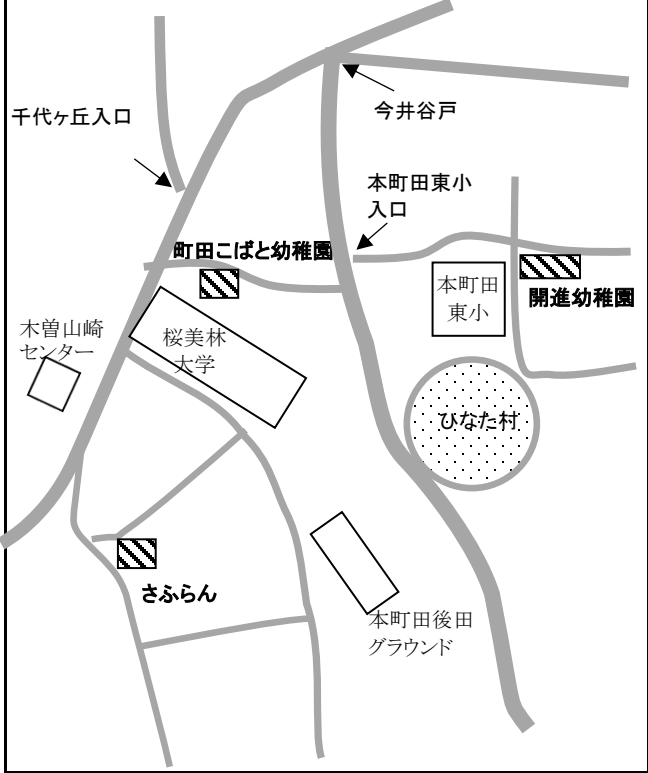 千代ヶ丘入口
今井谷戸
本町田東小
入口
町田こばと幼稚園
本町田
東小
開進幼稚園
木曽山崎
センター
桜美林
大学
ひなた村
さふらん
本町田後田
グラウンド